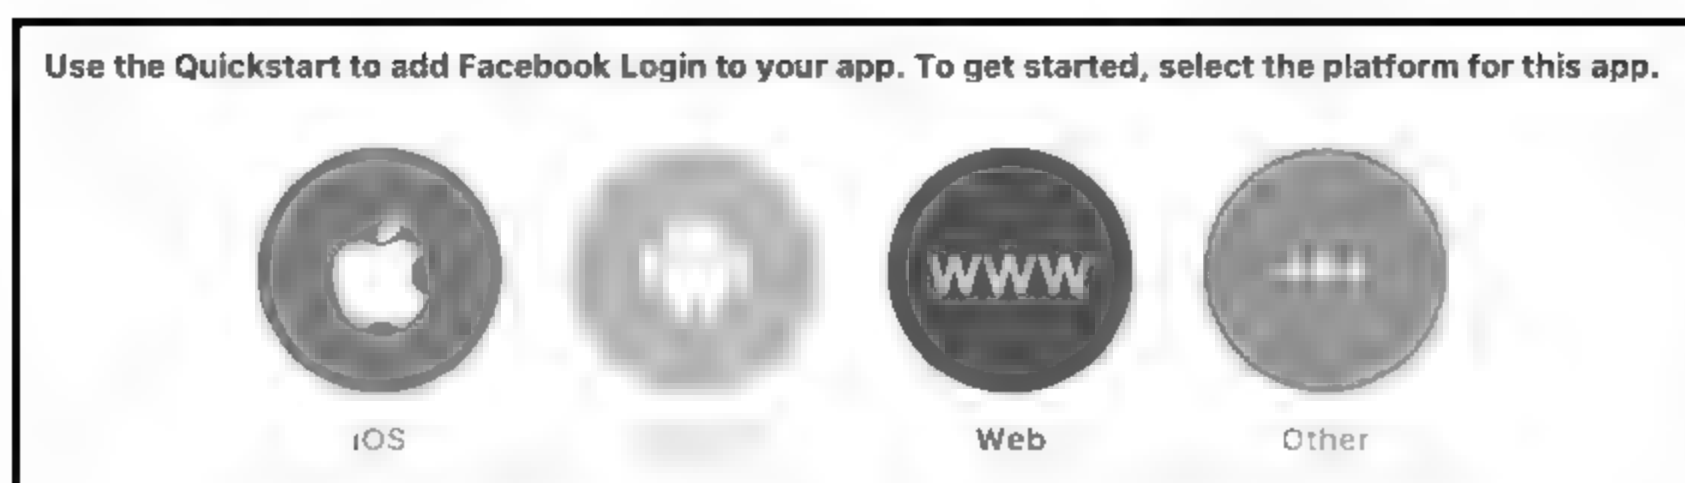 Use the Quickstart to add Facebook Login to your app. To get started, select the platform for this app.
WWW
iOS Web Other